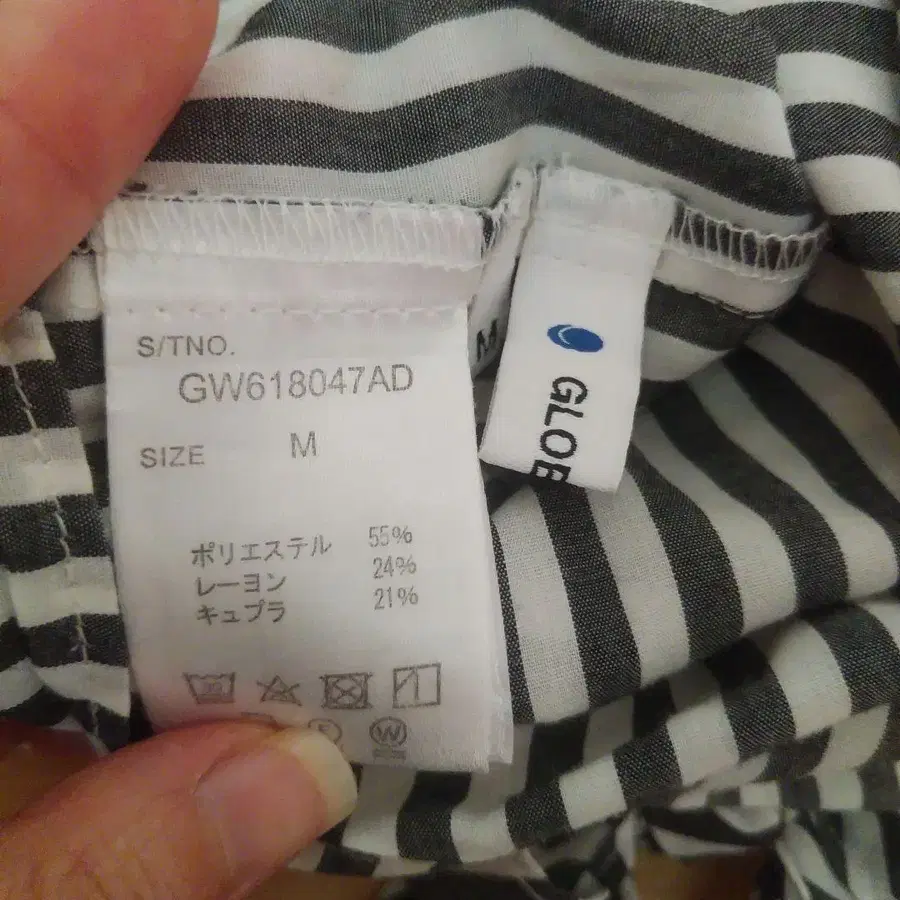 S/TNO.
GW618047AD
SIZE M
ポリエステル 55%
レーヨン 24%
キュプラ 21%
W
M
GLOB